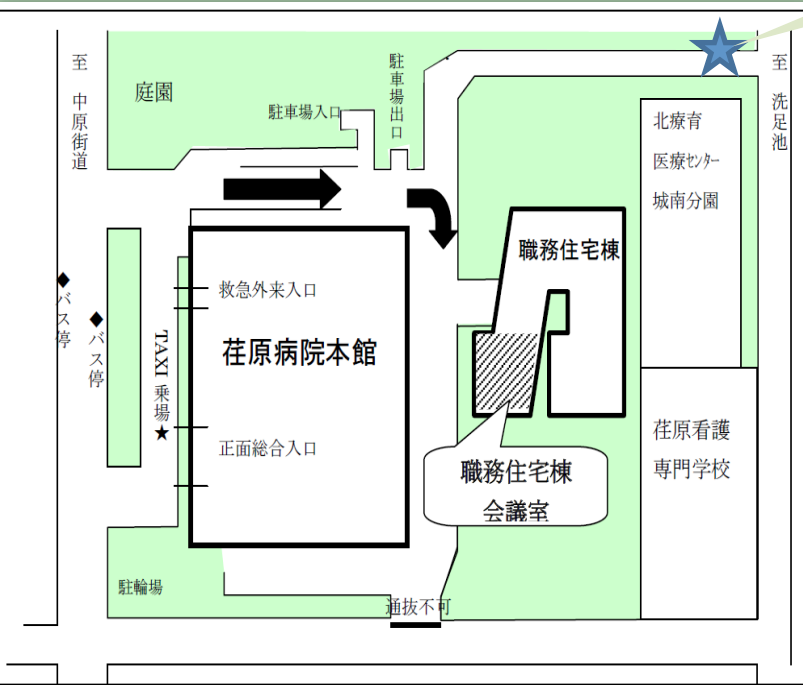 至 中原街道
庭園
駐車場入口
駐車場出口
至 洗足池
北療育
医療センター
城南分園
職務住宅棟
救急外来入口
◆バス停
◆バス停
荏原病院本館
TAXI 乗場★
正面総合入口
職務住宅棟
会議室
荏原看護
専門学校
駐輪場
通抜不可